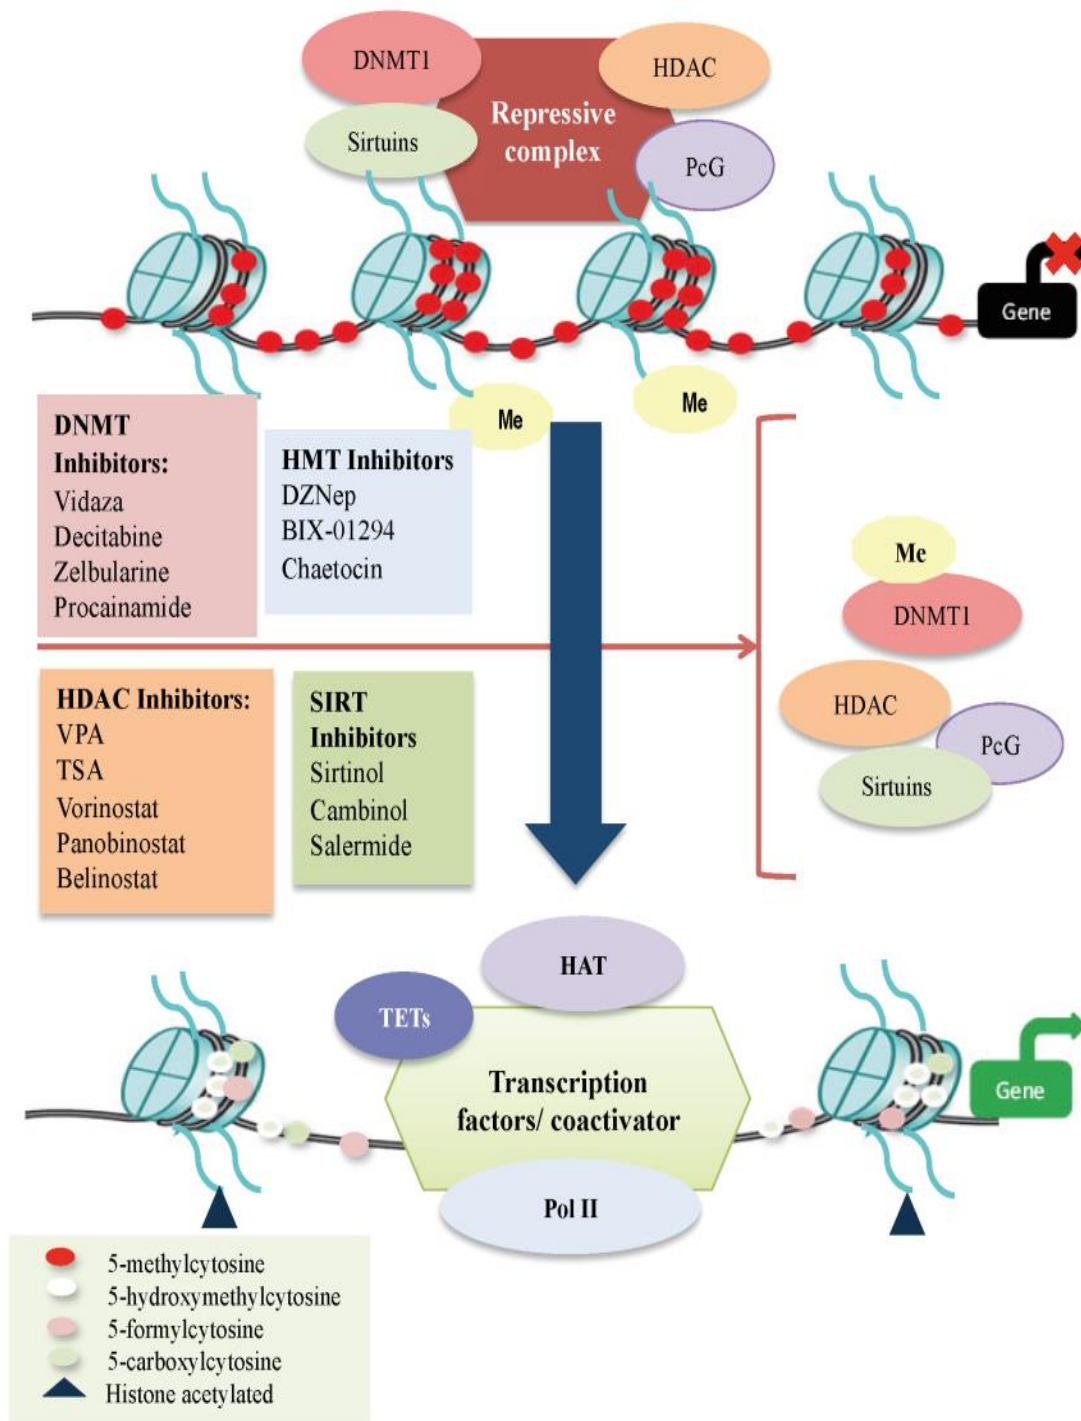 DNMT1
HDAC
Repressive
complex
Sirtuins
PcG
Gene
Me
Me
DNMT
Inhibitors:
Vidaza
Decitabine
Zelbularine
Procainamide
HMT Inhibitors
DZNep
BIX-01294
Chaetocin
Me
DNMT1
HDAC
PcG
Sirtuins
HDAC Inhibitors:
VPA
TSA
Vorinostat
Panobinostat
Belinostat
SIRT
Inhibitors
Sirtinol
Cambinol
Salermide
HAT
TETs
Transcription
factors/ coactivator
Pol II
Gene
5-methylcytosine
5-hydroxymethylcytosine
5-formylcytosine
5-carboxylcytosine
Histone acetylated